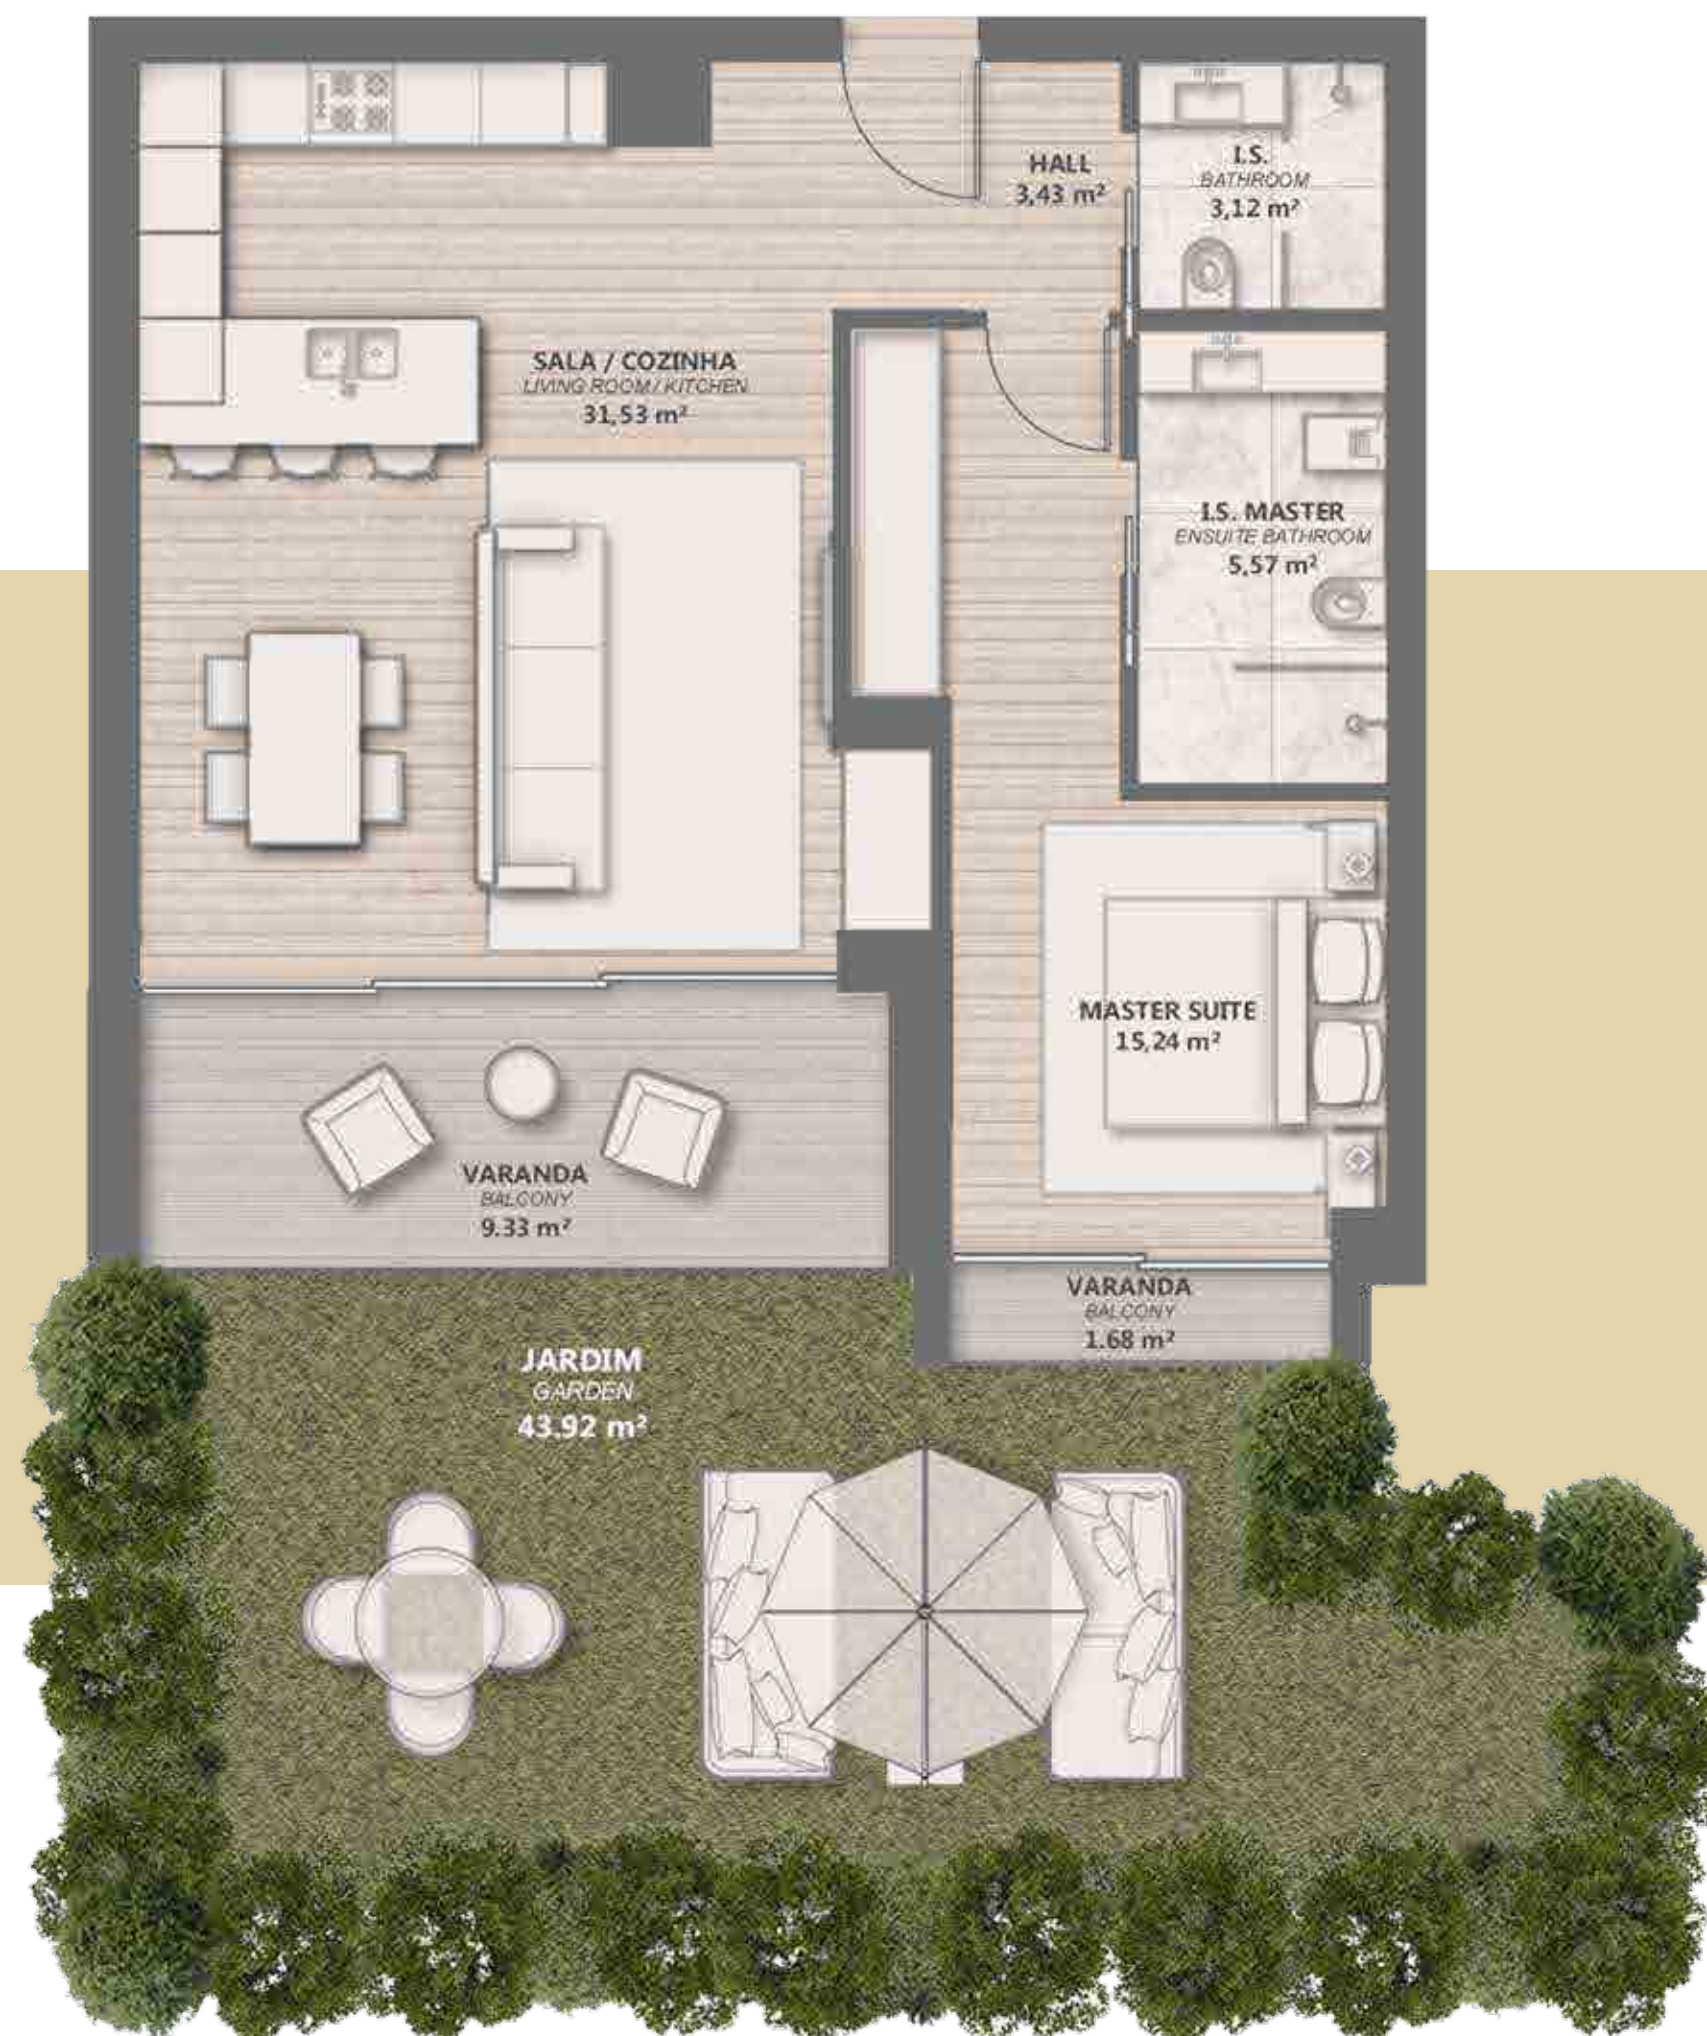 HALL
3,43 m²
I.S.
BATHROOM
3,12 m²
SALA / COZINHA
LIVING ROOM / KITCHEN
31,53 m²
I.S. MASTER
ENSUITE BATHROOM
5,57 m²
MASTER SUITE
15,24 m²
VARANDA
BALCONY
9.33 m²
VARANDA
BALCONY
1.68 m²
JARDIM
GARDEN
43.92 m²